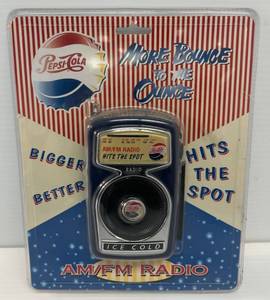 PEPSI-COLA
MORE BOUNCE
TO THE
OUNCE
AM/FM RADIO
HITS THE SPOT
RADIO
BIGGER
BETTER
HITS
THE SPOT
ICE COLD
AM/FM RADIO